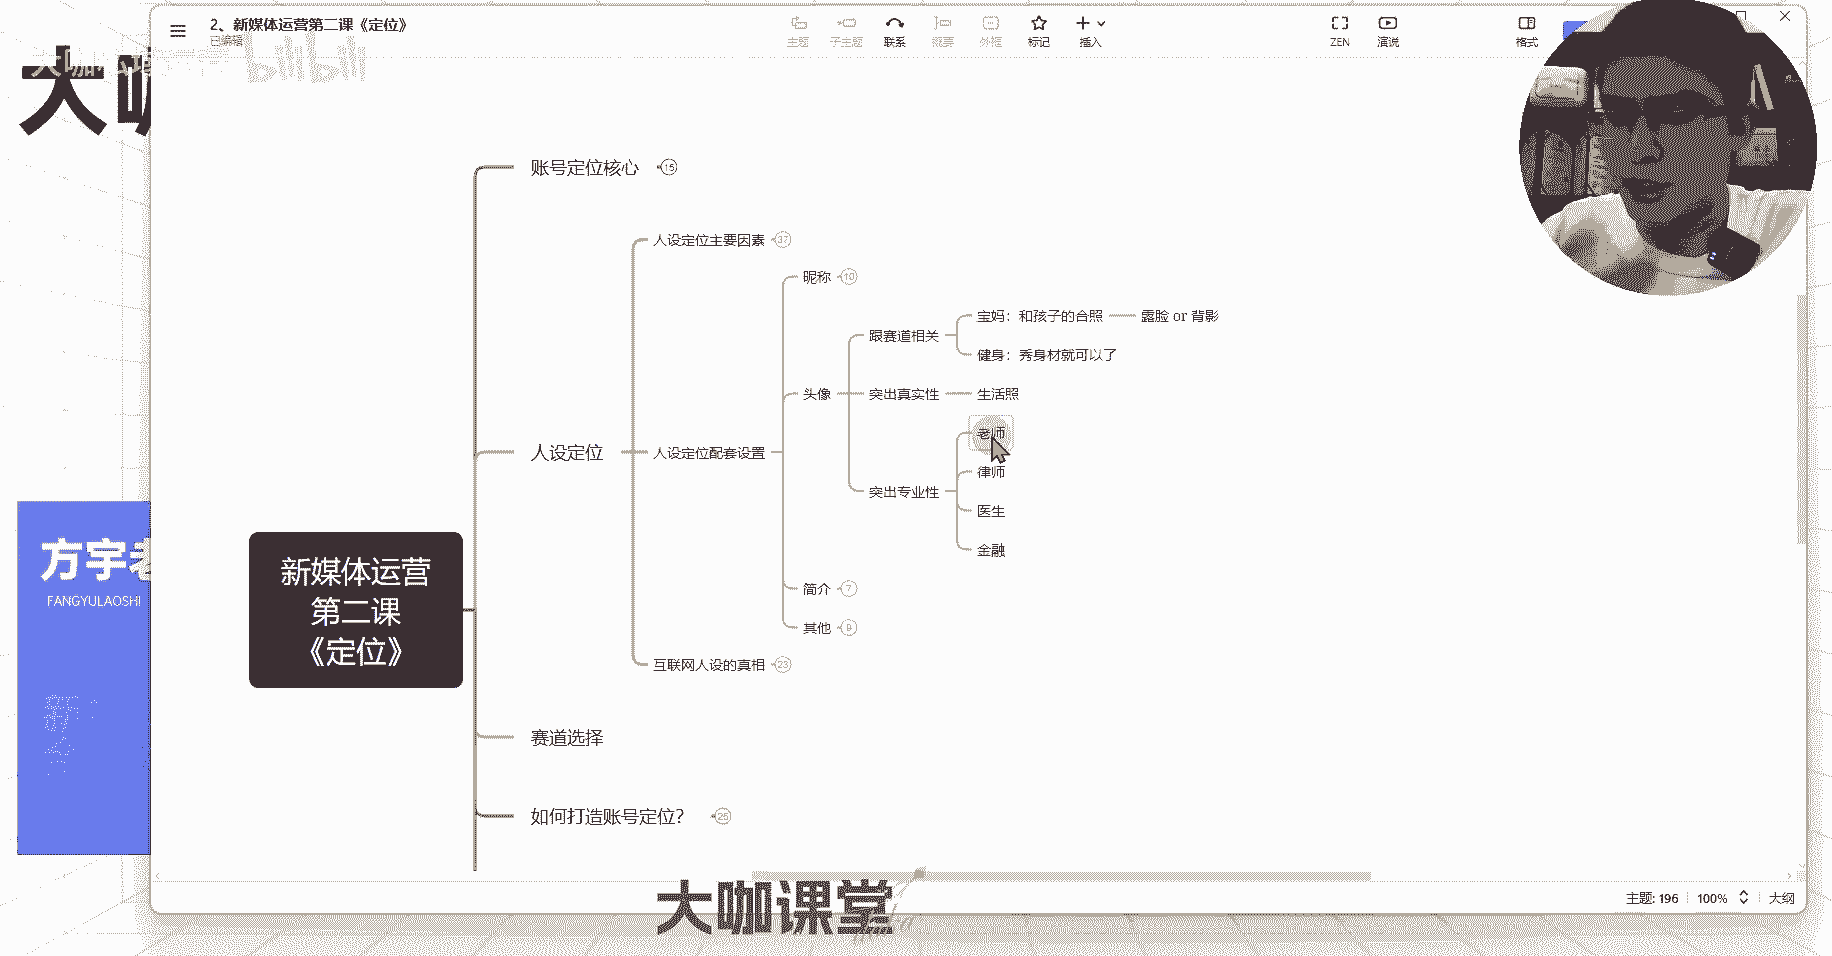 2、新媒体运营第二课《定位》
已编辑
主题
子主题
联系
概要
外框
标记
插入
ZEN
演说
格式
大咖
bilibili
账号定位核心 15
人设定位主要因素 37
昵称 10
宝妈：和孩子的合照 露脸 or 背影
跟赛道相关
健身：秀身材就可以了
头像
突出真实性
生活照
老师
人设定位
人设定位配套设置
律师
突出专业性
医生
金融
方宇老
FANGYULAOSHI
新媒体运营
第二课
《定位》
简介 7
其他 9
互联网人设的真相 23
赛道选择
如何打造账号定位？ 25
大咖课堂
主题: 196
100%
大纲